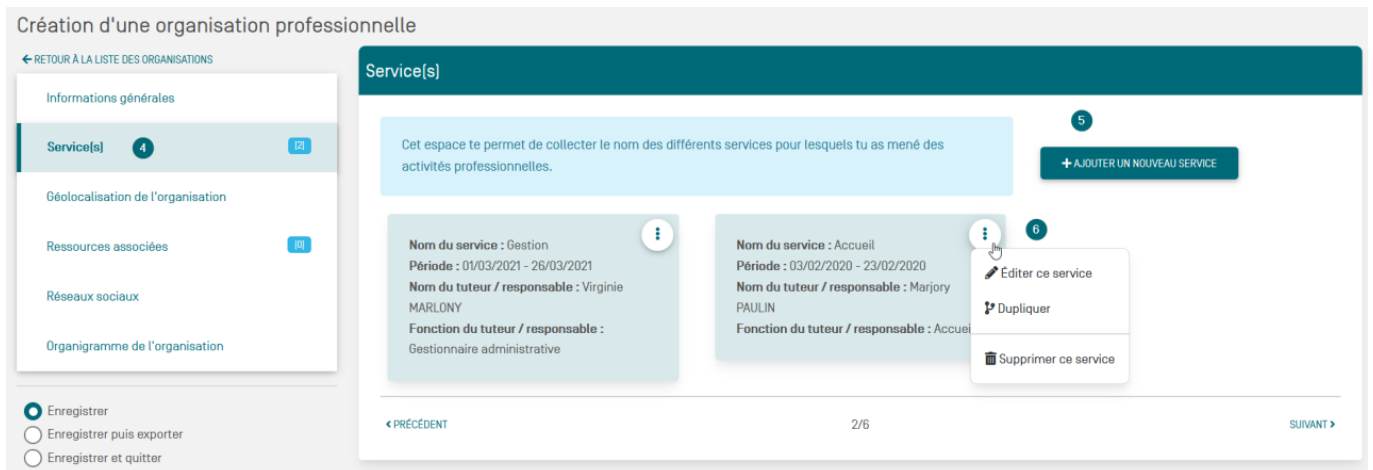 Création d'une organisation professionnelle
RETOUR À LA LISTE DES ORGANISATIONS
Informations générales
Service(s) 4 (2)
Géolocalisation de l'organisation
Ressources associées (0)
Réseaux sociaux
Organigramme de l'organisation
Enregistrer
Enregistrer puis exporter
Enregistrer et quitter
Service(s)
Cet espace te permet de collecter le nom des différents services pour lesquels tu as mené des
activités professionnelles.
5
+ AJOUTER UN NOUVEAU SERVICE
Nom du service : Gestion
Période : 01/03/2021 - 26/03/2021
Nom du tuteur / responsable : Virginie
MARLONY
Fonction du tuteur / responsable :
Gestionnaire administrative
Nom du service : Accueil
Période : 03/02/2020 - 23/02/2020
Nom du tuteur / responsable : Marjory
PAULIN
Fonction du tuteur / responsable : Accuei
6
Éditer ce service
Dupliquer
Supprimer ce service
PRÉCÉDENT
2/6
SUIVANT